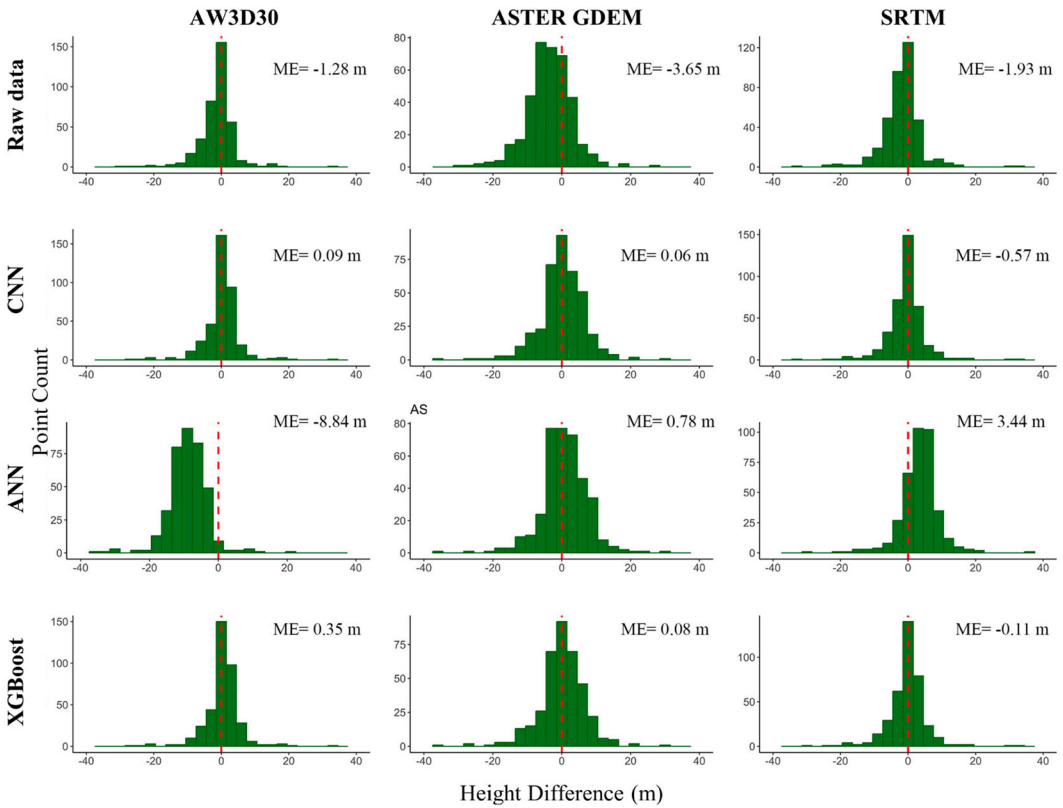 AW3D30 ASTER GDEM SRTM
Raw data
150
100
50
0
ME= -1.28 m
-40 -20 0 20 40
80
60
40
20
0
ME= -3.65 m
-40 -20 0 20 40
120
80
40
0
ME= -1.93 m
-40 -20 0 20 40
CNN
150
100
50
0
ME= 0.09 m
-40 -20 0 20 40
75
50
25
0
ME= 0.06 m
-40 -20 0 20 40
150
100
50
0
ME= -0.57 m
-40 -20 0 20 40
Point Count
ANN
75
50
25
0
ME= -8.84 m
-40 -20 0 20 40
AS
80
60
40
20
0
ME= 0.78 m
-40 -20 0 20 40
100
75
50
25
0
ME= 3.44 m
-40 -20 0 20 40
XGBoost
150
100
50
0
ME= 0.35 m
-40 -20 0 20 40
75
50
25
0
ME= 0.08 m
-40 -20 0 20 40
100
50
0
ME= -0.11 m
-40 -20 0 20 40
Height Difference (m)